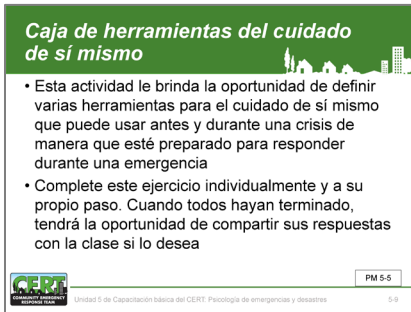 Caja de herramientas del cuidado
de sí mismo
• Esta actividad le brinda la oportunidad de definir
varias herramientas para el cuidado de sí mismo
que puede usar antes y durante una crisis de
manera que esté preparado para responder
durante una emergencia
• Complete este ejercicio individualmente y a su
propio paso. Cuando todos hayan terminado,
tendrá la oportunidad de compartir sus respuestas
con la clase si lo desea
PM 5-5
CERT
COMMUNITY EMERGENCY
RESPONSE TEAM
Unidad 5 de Capacitación básica del CERT: Psicología de emergencias y desastres
5-9